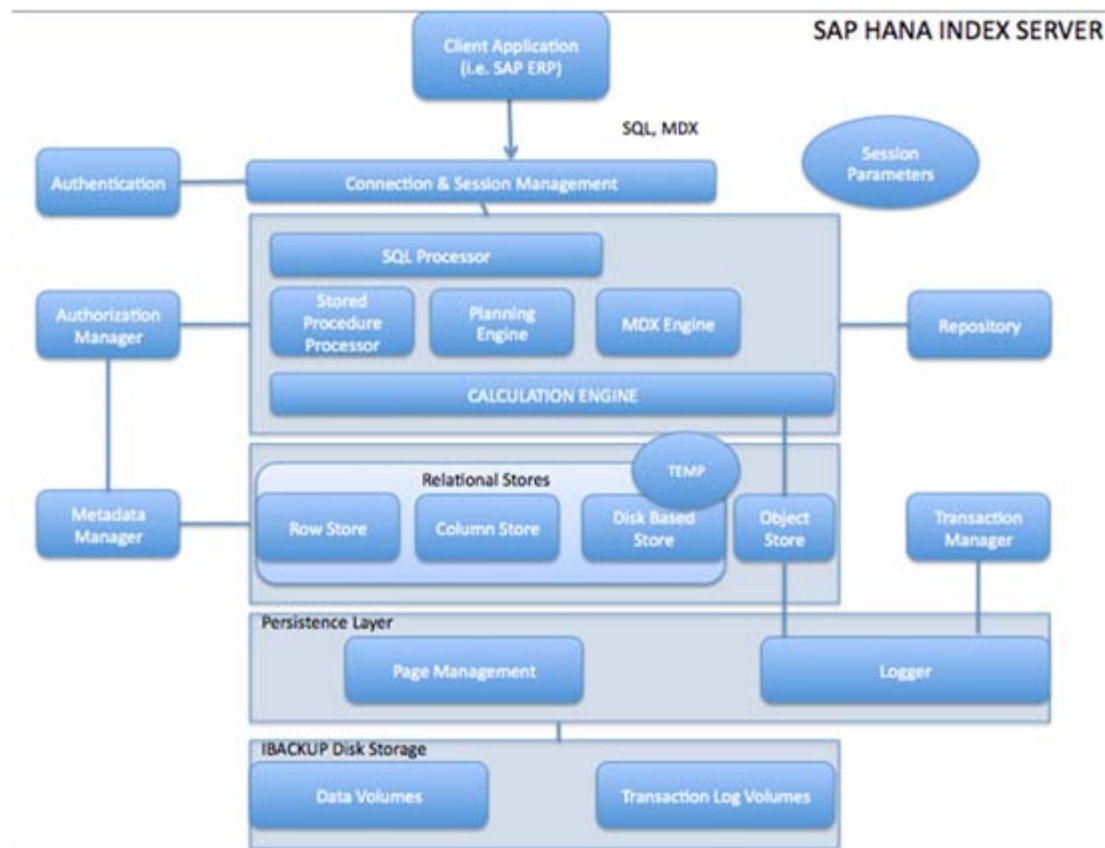 SAP HANA INDEX SERVER
Client Application
(i.e. SAP ERP)
SQL, MDX
Session
Parameters
Authentication
Connection & Session Management
SQL Processor
Authorization
Manager
Stored
Procedure
Processor
Planning
Engine
MDX Engine
Repository
CALCULATION ENGINE
TEMP
Relational Stores
Metadata
Manager
Row Store
Column Store
Disk Based
Store
Object
Store
Transaction
Manager
Persistence Layer
Page Management
Logger
IBACKUP Disk Storage
Data Volumes
Transaction Log Volumes